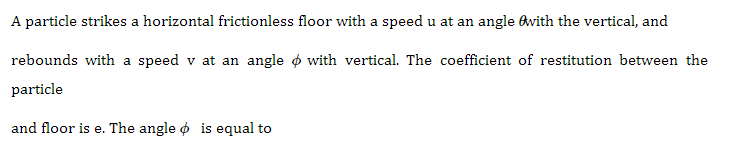 A particle strikes a horizontal frictionless floor with a speed u at an angle θwith the vertical, and
rebounds with a speed v at an angle ϕ with vertical. The coefficient of restitution between the
particle
and floor is e. The angle ϕ is equal to